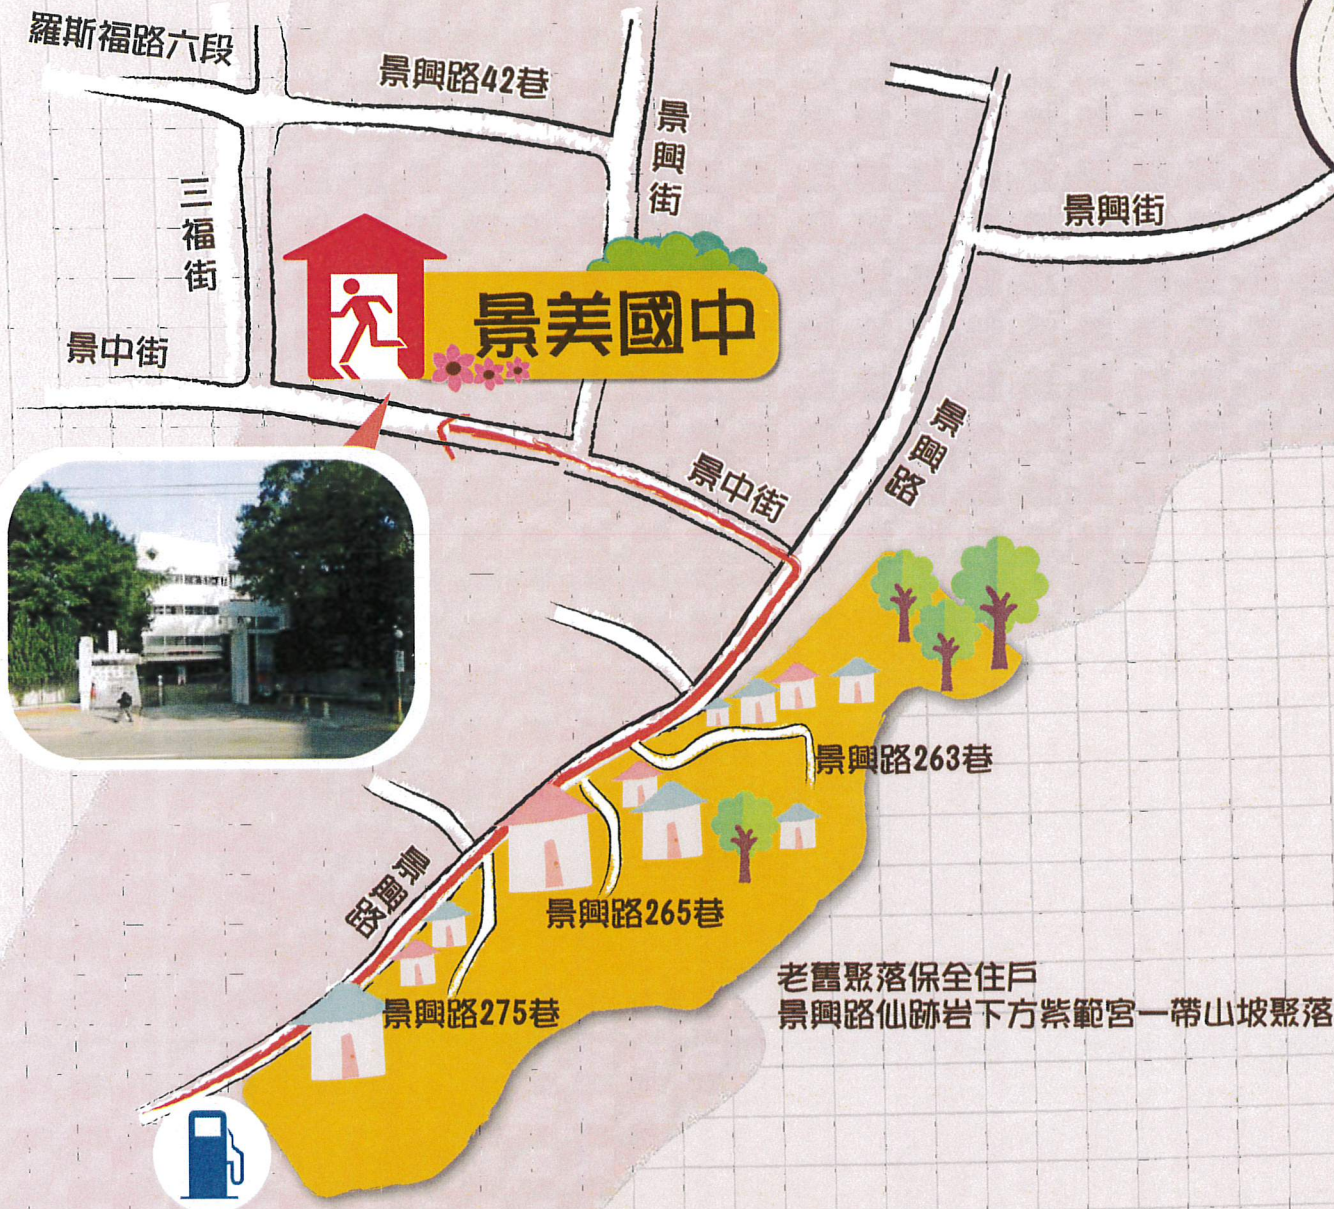 羅斯福路六段
景興路42巷
景興街
景興街
三福街
景美國中
景中街
景興路
景中街
景興路263巷
景興路
景興路265巷
老舊聚落保全住戶
景興路仙跡岩下方紫範宮一帶山坡聚落
景興路275巷